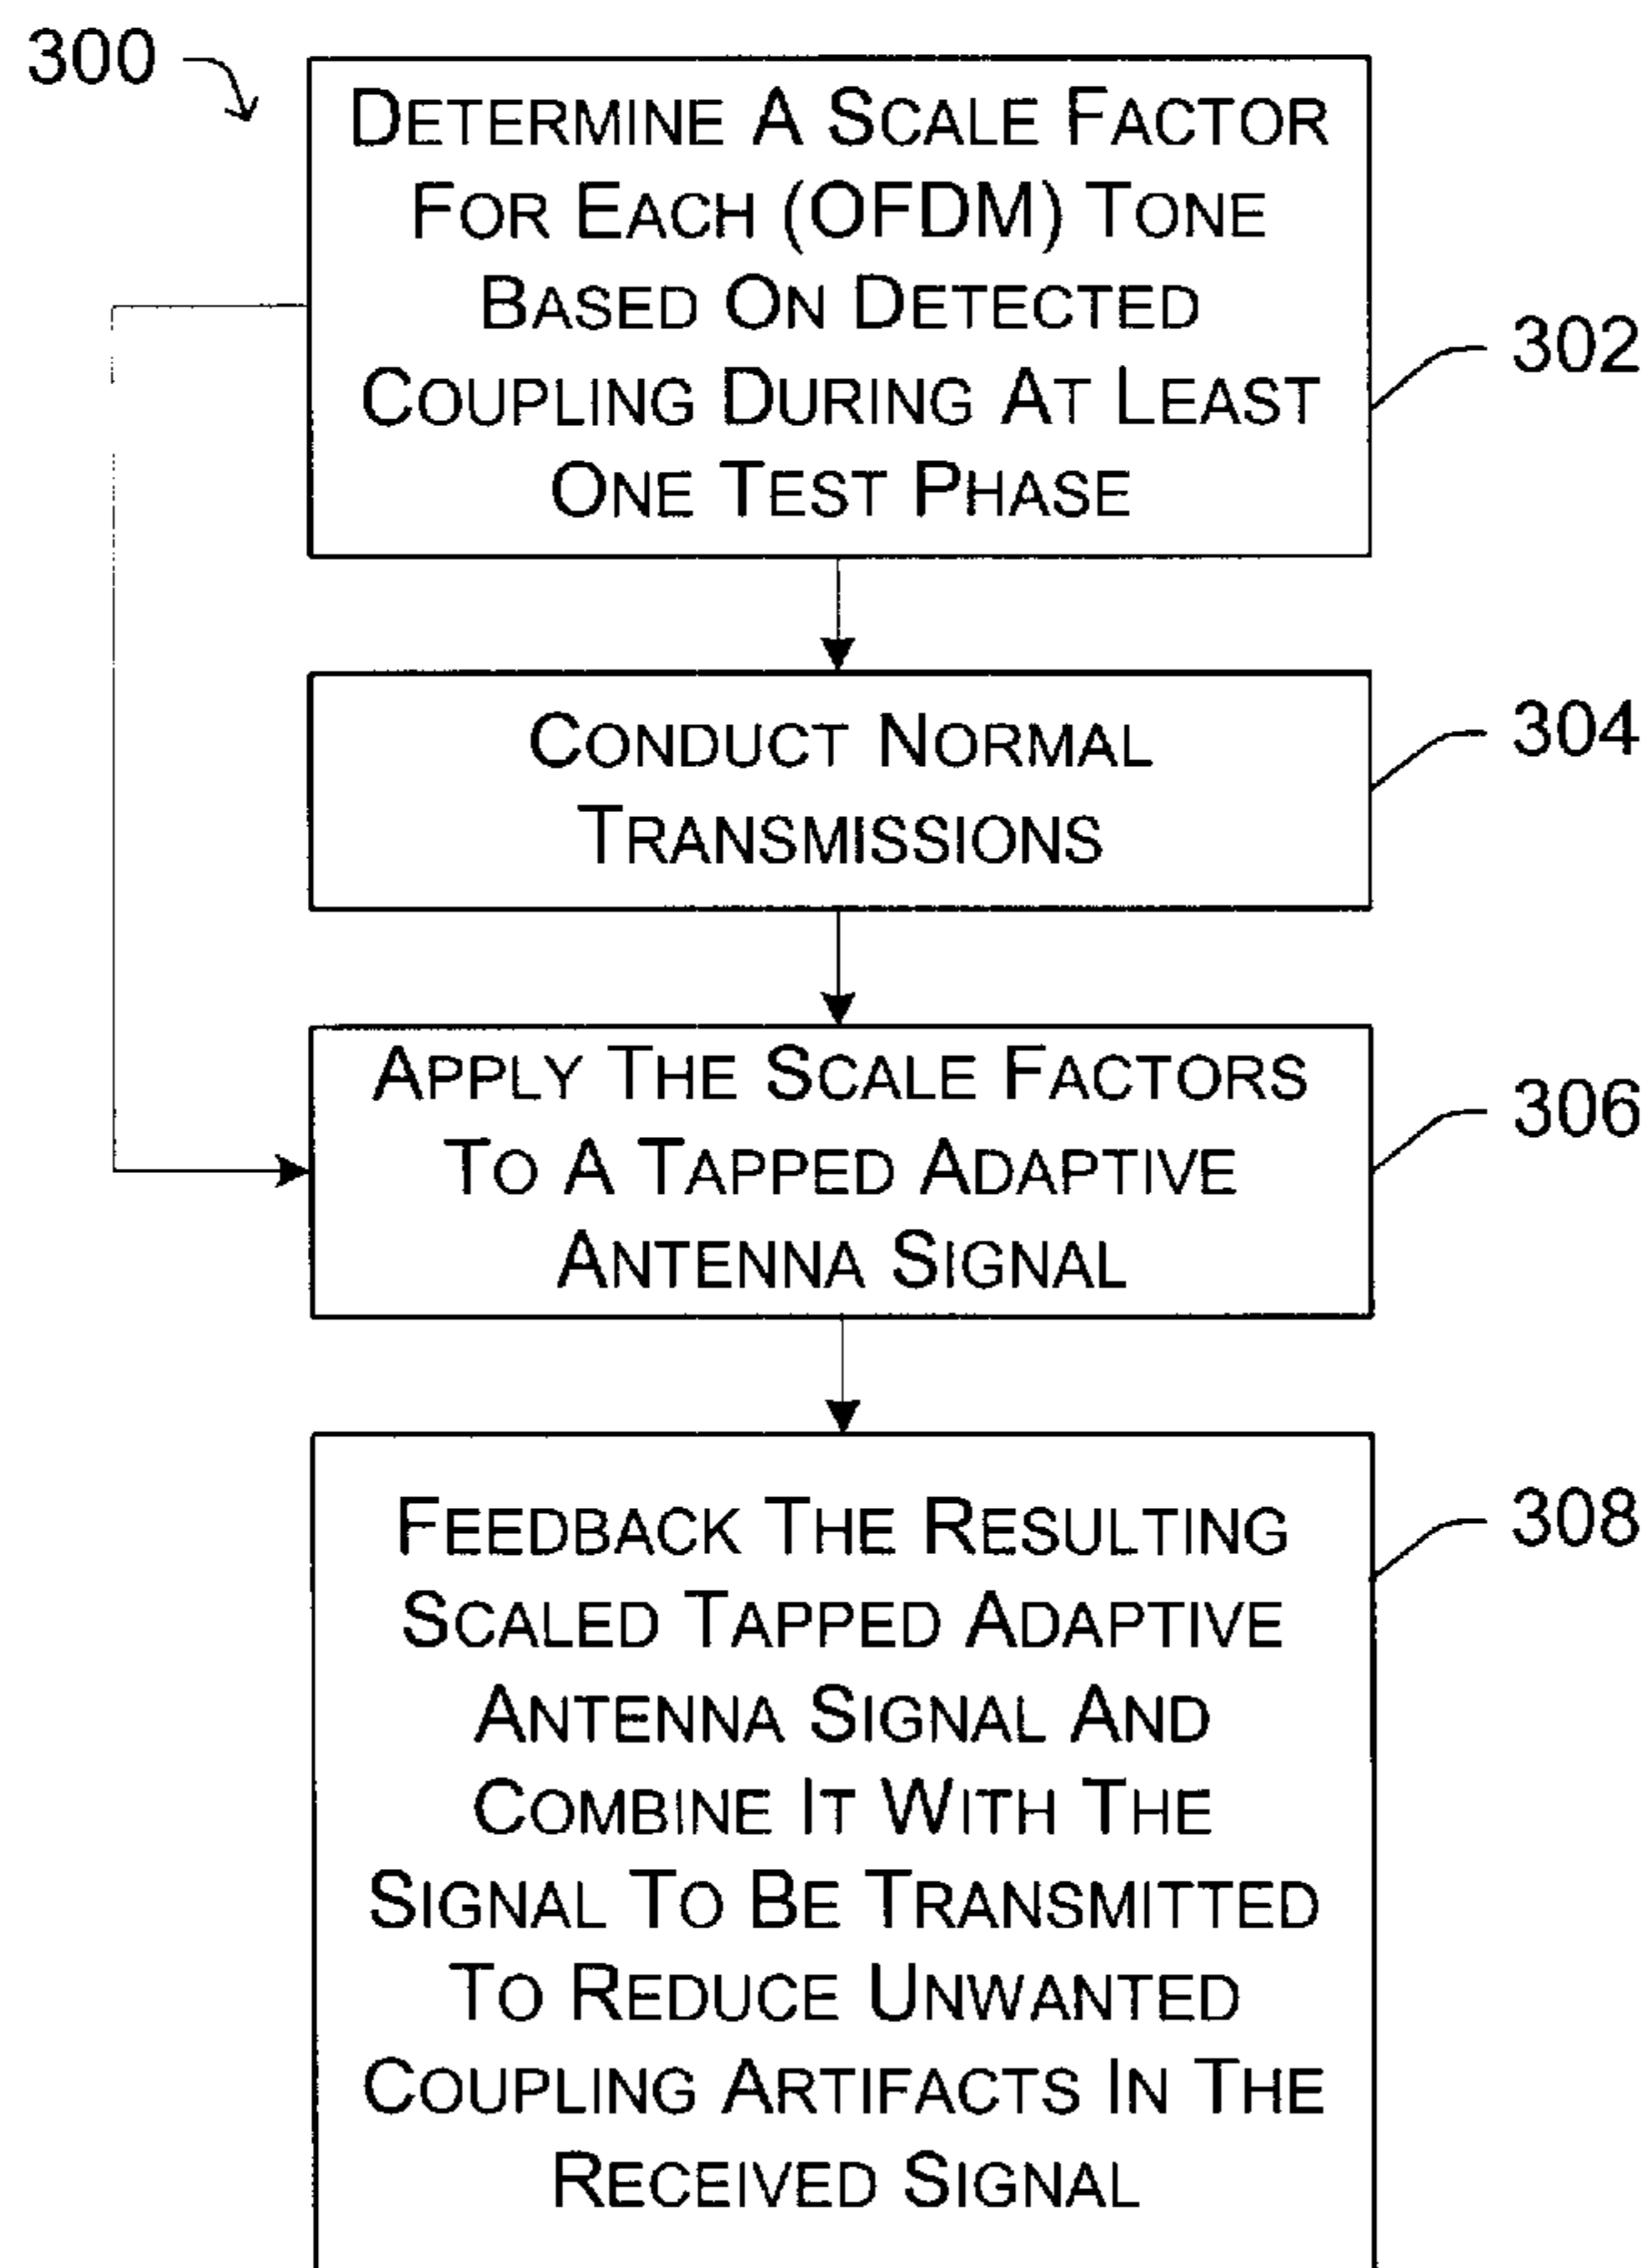 300
DETERMINE A SCALE FACTOR
FOR EACH (OFDM) TONE
BASED ON DETECTED
COUPLING DURING AT LEAST
ONE TEST PHASE
302
CONDUCT NORMAL
TRANSMISSIONS
304
APPLY THE SCALE FACTORS
TO A TAPPED ADAPTIVE
ANTENNA SIGNAL
306
FEEDBACK THE RESULTING
SCALED TAPPED ADAPTIVE
ANTENNA SIGNAL AND
COMBINE IT WITH THE
SIGNAL TO BE TRANSMITTED
TO REDUCE UNWANTED
COUPLING ARTIFACTS IN THE
RECEIVED SIGNAL
308